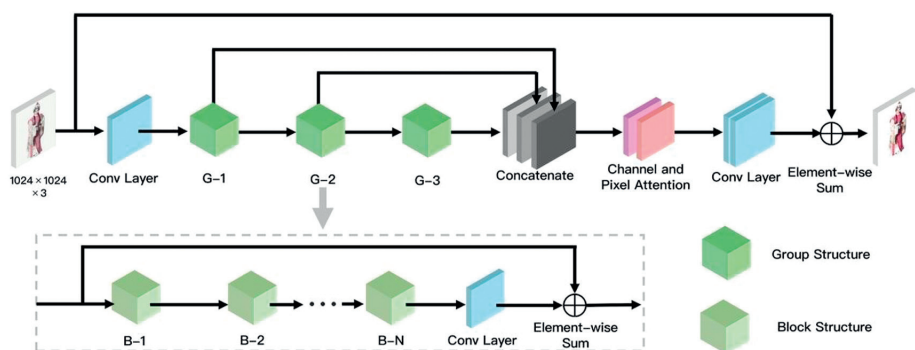 1024×1024
×3
Conv Layer
G-1
G-2
G-3
Concatenate
Channel and
Pixel Attention
Conv Layer
Element-wise
Sum
B-1
B-2
B-N
Conv Layer
Element-wise
Sum
Group Structure
Block Structure